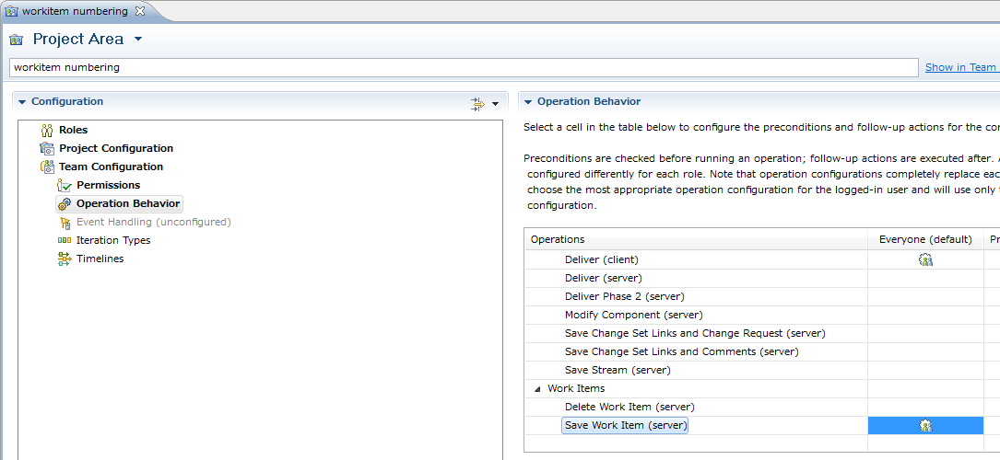 workitem numbering
Project Area
workitem numbering
Show in Team
Configuration
Roles
Project Configuration
Team Configuration
Permissions
Operation Behavior
Event Handling (unconfigured)
Iteration Types
Timelines
Operation Behavior
Select a cell in the table below to configure the preconditions and follow-up actions for the
Preconditions are checked before running an operation; follow-up actions are executed after.
configured differently for each role. Note that operation configurations completely replace
choose the most appropriate operation configuration for the logged-in user and will use only
configuration.
Operations Everyone (default)
Deliver (client)
Deliver (server)
Deliver Phase 2 (server)
Modify Component (server)
Save Change Set Links and Change Request (server)
Save Change Set Links and Comments (server)
Save Stream (server)
Work Items
Delete Work Item (server)
Save Work Item (server)